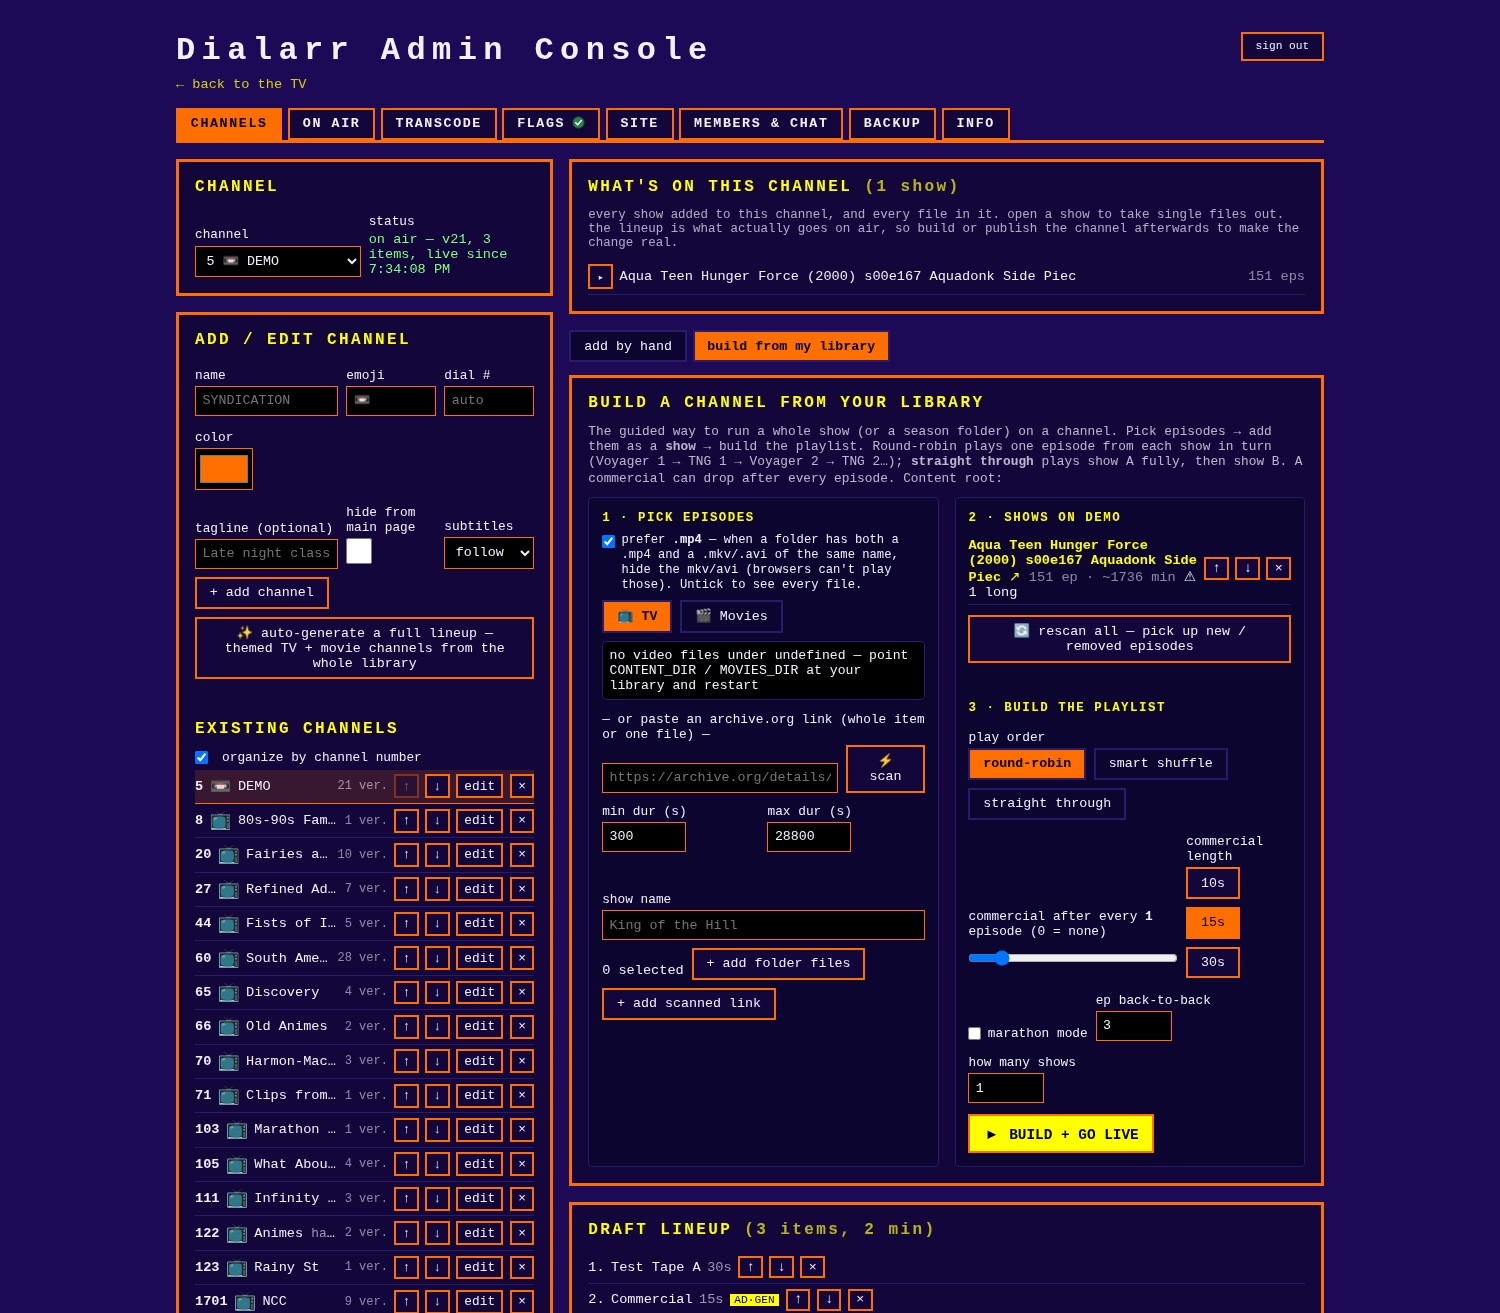 Dialarr Admin Console
sign out
← back to the TV
CHANNELS
ON AIR
TRANSCODE
FLAGS
SITE
MEMBERS & CHAT
BACKUP
INFO
CHANNEL
channel
5 📼 DEMO
status
on air — v21, 3
items, live since
7:34:08 PM
ADD / EDIT CHANNEL
name
emoji
dial #
SYNDICATION
auto
color
tagline (optional)
hide from
main page
subtitles
Late night class
follow
+ add channel
✨ auto-generate a full lineup —
themed TV + movie channels from the
whole library
EXISTING CHANNELS
organize by channel number
5 📼 DEMO 21 ver. ↑ ↓ edit ×
8 📺 80s-90s Fam… 1 ver. ↑ ↓ edit ×
20 📺 Fairies a… 10 ver. ↑ ↓ edit ×
27 📺 Refined Ad… 7 ver. ↑ ↓ edit ×
44 📺 Fists of I… 5 ver. ↑ ↓ edit ×
60 📺 South Ame… 28 ver. ↑ ↓ edit ×
65 📺 Discovery 4 ver. ↑ ↓ edit ×
66 📺 Old Animes 2 ver. ↑ ↓ edit ×
70 📺 Harmon-Mac… 3 ver. ↑ ↓ edit ×
71 📺 Clips from… 1 ver. ↑ ↓ edit ×
103 📺 Marathon … 1 ver. ↑ ↓ edit ×
105 📺 What Abou… 4 ver. ↑ ↓ edit ×
111 📺 Infinity … 3 ver. ↑ ↓ edit ×
122 📺 Animes ha… 2 ver. ↑ ↓ edit ×
123 📺 Rainy St 1 ver. ↑ ↓ edit ×
1701 📺 NCC 9 ver. ↑ ↓ edit ×
WHAT'S ON THIS CHANNEL (1 show)
every show added to this channel, and every file in it. open a show to take single files out.
the lineup is what actually goes on air, so build or publish the channel afterwards to make the
change real.
▸ Aqua Teen Hunger Force (2000) s00e167 Aquadonk Side Piec 151 eps
add by hand
build from my library
BUILD A CHANNEL FROM YOUR LIBRARY
The guided way to run a whole show (or a season folder) on a channel. Pick episodes → add
them as a show → build the playlist. Round-robin plays one episode from each show in turn
(Voyager 1 → TNG 1 → Voyager 2 → TNG 2…); straight through plays show A fully, then show B. A
commercial can drop after every episode. Content root:
1 · PICK EPISODES
prefer .mp4 — when a folder has both a
.mp4 and a .mkv/.avi of the same name,
hide the mkv/avi (browsers can't play
those). Untick to see every file.
📺 TV
🎬 Movies
no video files under undefined — point
CONTENT_DIR / MOVIES_DIR at your
library and restart
— or paste an archive.org link (whole item
or one file) —
https://archive.org/details/
⚡
scan
min dur (s)
max dur (s)
300
28800
show name
King of the Hill
0 selected
+ add folder files
+ add scanned link
2 · SHOWS ON DEMO
Aqua Teen Hunger Force
(2000) s00e167 Aquadonk Side
Piec ↗ 151 ep · ~1736 min ⚠
1 long
↑ ↓ ×
🔄 rescan all — pick up new /
removed episodes
3 · BUILD THE PLAYLIST
play order
round-robin
smart shuffle
straight through
commercial after every 1
episode (0 = none)
commercial
length
10s
15s
30s
marathon mode
ep back-to-back
3
how many shows
1
▶ BUILD + GO LIVE
DRAFT LINEUP (3 items, 2 min)
1. Test Tape A 30s ↑ ↓ ×
2. Commercial 15s AD·GEN ↑ ↓ ×